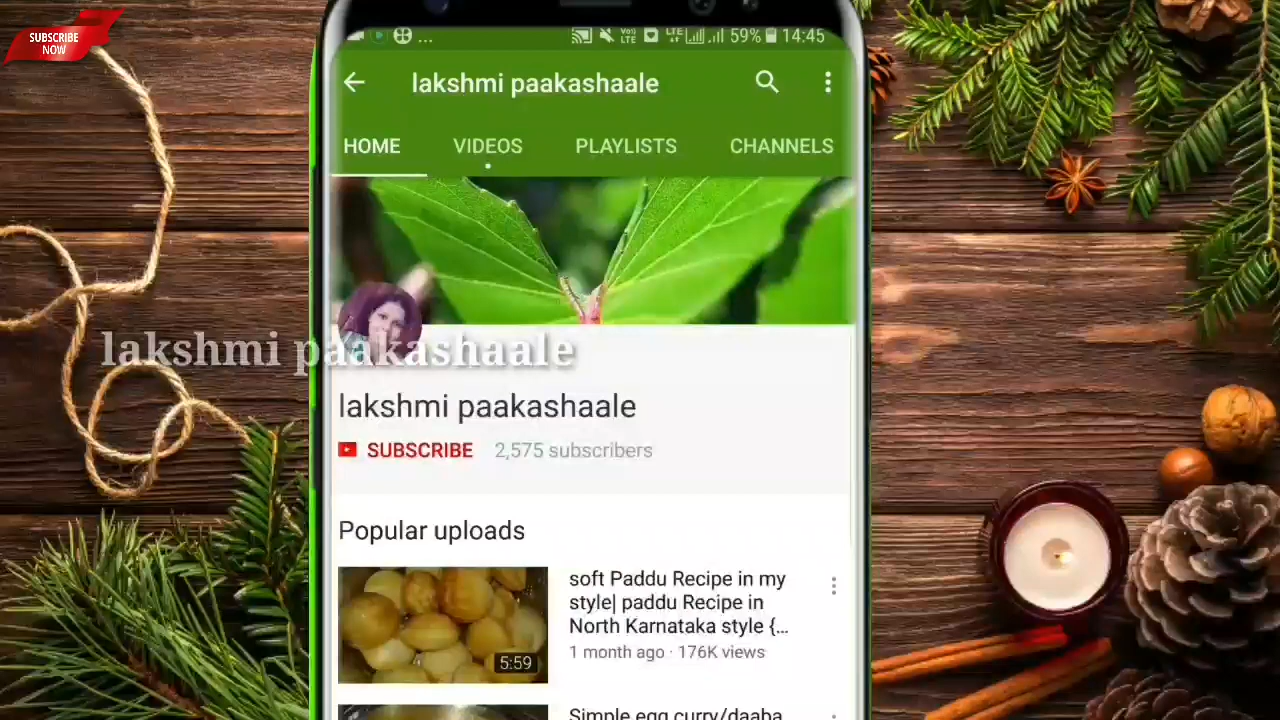 SUBSCRIBE
NOW
... VoLTE LTE 59% 14:45
lakshmi paakashaale
HOME VIDEOS PLAYLISTS CHANNELS
lakshmi paakashaale
lakshmi paakashaale
SUBSCRIBE 2,575 subscribers
Popular uploads
soft Paddu Recipe in my
style| paddu Recipe in
North Karnataka style {...
1 month ago · 176K views
5:59
Simple egg curry/daaba